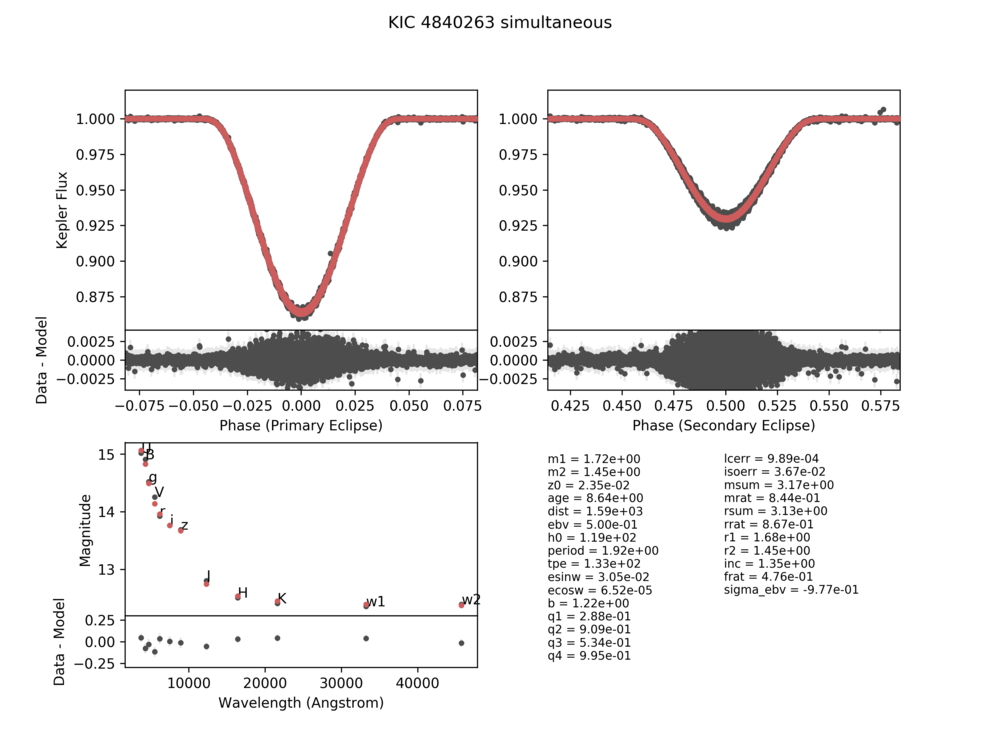 KIC 4840263 simultaneous
1.000
0.975
0.950
0.925
0.900
0.875
Kepler Flux
1.000
0.975
0.950
0.925
0.900
0.875
0.0025
0.0000
−0.0025
Data - Model
0.0025
0.0000
−0.0025
−0.075 −0.050 −0.025 0.000 0.025 0.050 0.075
Phase (Primary Eclipse)
0.425 0.450 0.475 0.500 0.525 0.550 0.575
Phase (Secondary Eclipse)
15
14
13
Magnitude
B
g
V
r
i
z
J
H
K
w1
w2
0.25
0.00
−0.25
Data - Model
10000 20000 30000 40000
Wavelength (Angstrom)
m1 = 1.72e+00
m2 = 1.45e+00
z0 = 2.35e-02
age = 8.64e+00
dist = 1.59e+03
ebv = 5.00e-01
h0 = 1.19e+02
period = 1.92e+00
tpe = 1.33e+02
esinw = 3.05e-02
ecosw = 6.52e-05
b = 1.22e+00
q1 = 2.88e-01
q2 = 9.09e-01
q3 = 5.34e-01
q4 = 9.95e-01
lcerr = 9.89e-04
isoerr = 3.67e-02
msum = 3.17e+00
mrat = 8.44e-01
rsum = 3.13e+00
rrat = 8.67e-01
r1 = 1.68e+00
r2 = 1.45e+00
inc = 1.35e+00
frat = 4.76e-01
sigma_ebv = -9.77e-01